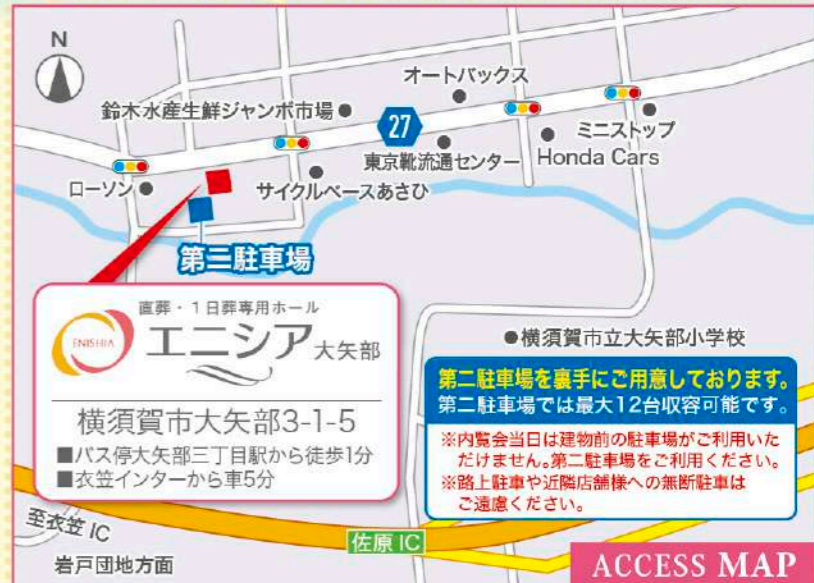 N
オートバックス
鈴木水産生鮮ジャンボ市場
27
ミニストップ
東京靴流通センター
Honda Cars
ローソン
サイクルベースあさひ
第二駐車場
直葬・1日葬専用ホール
ENISHIA
エニシア大矢部
横須賀市大矢部3-1-5
■バス停大矢部三丁目駅から徒歩1分
■衣笠インターから車5分
横須賀市立大矢部小学校
第二駐車場を裏手にご用意しております。
第二駐車場では最大12台収容可能です。
※内覧会当日は建物前の駐車場がご利用いた
だけません。第二駐車場をご利用ください。
※路上駐車や近隣店舗様への無断駐車は
ご遠慮ください。
至衣笠 IC
佐原 IC
岩戸団地方面
ACCESS MAP